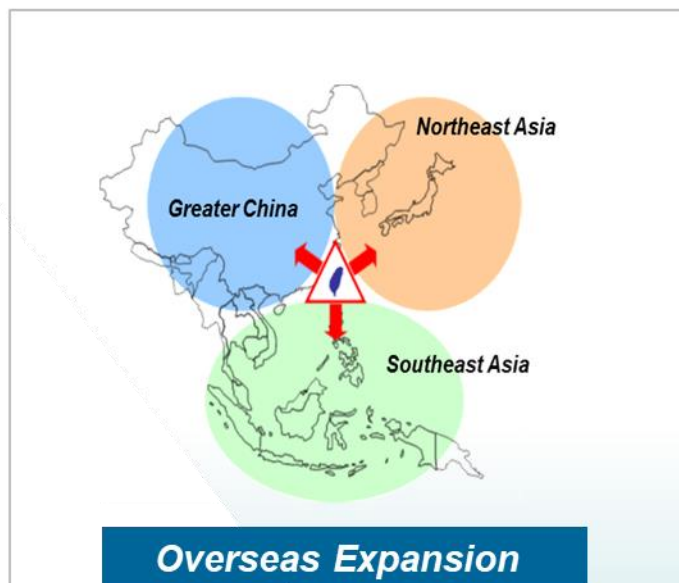 Northeast Asia
Greater China
Southeast Asia
Overseas Expansion